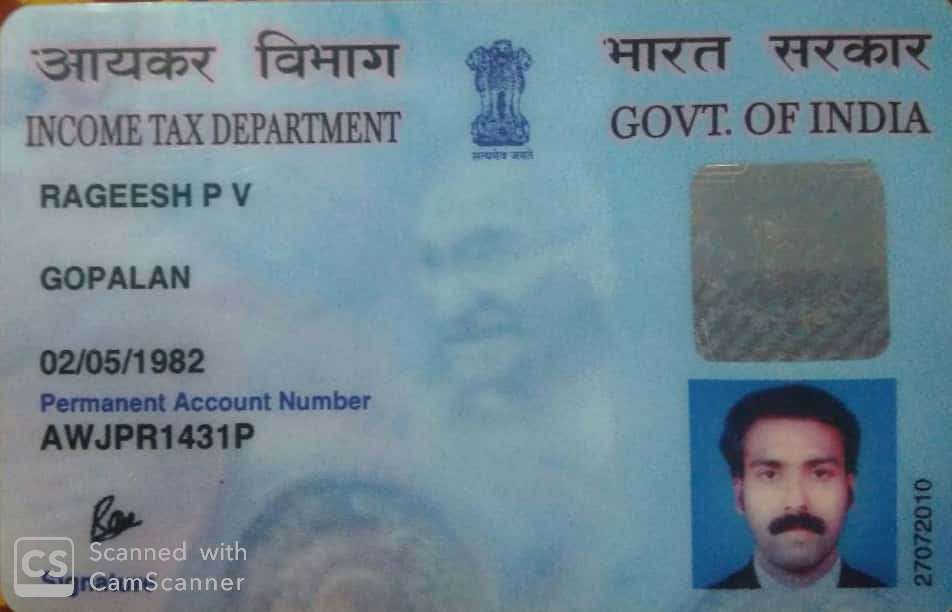 आयकर विभाग
INCOME TAX DEPARTMENT
सत्यमेव जयते
भारत सरकार
GOVT. OF INDIA
RAGEESH P V
GOPALAN
02/05/1982
Permanent Account Number
AWJPR1431P
Signature
27072010
CS
Scanned with
CamScanner